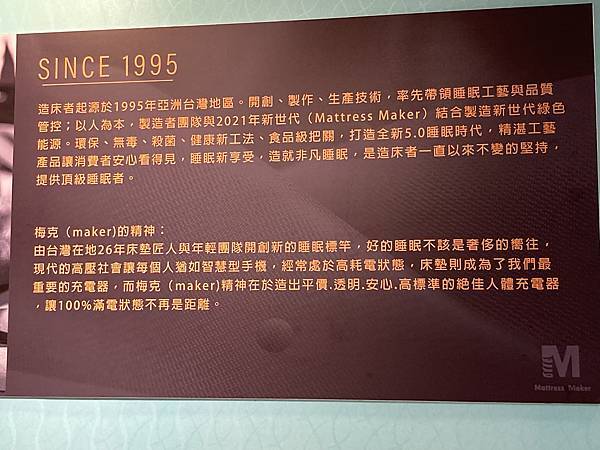 SINCE 1995
造床者起源於1995年亞洲台灣地區。開創、製作、生產技術，率先帶領睡眠工藝與品質
管控；以人為本，製造者團隊與2021年新世代（Mattress Maker）結合製造新世代綠色
能源。環保、無毒、殺菌、健康新工法、食品級把關，打造全新5.0睡眠時代，精湛工藝
產品讓消費者安心看得見，睡眠新享受，造就非凡睡眠，是造床者一直以來不變的堅持，
提供頂級睡眠者。
梅克（maker)的精神：
由台灣在地26年床墊匠人與年輕團隊開創新的睡眠標竿，好的睡眠不該是奢侈的嚮往，
現代的高壓社會讓每個人猶如智慧型手機，經常處於高耗電狀態，床墊則成為了我們最
重要的充電器，而梅克（maker)精神在於造出平價.透明.安心.高標準的絶佳人體充電器
，讓100%滿電狀態不再是距離。
M
Mattress Maker